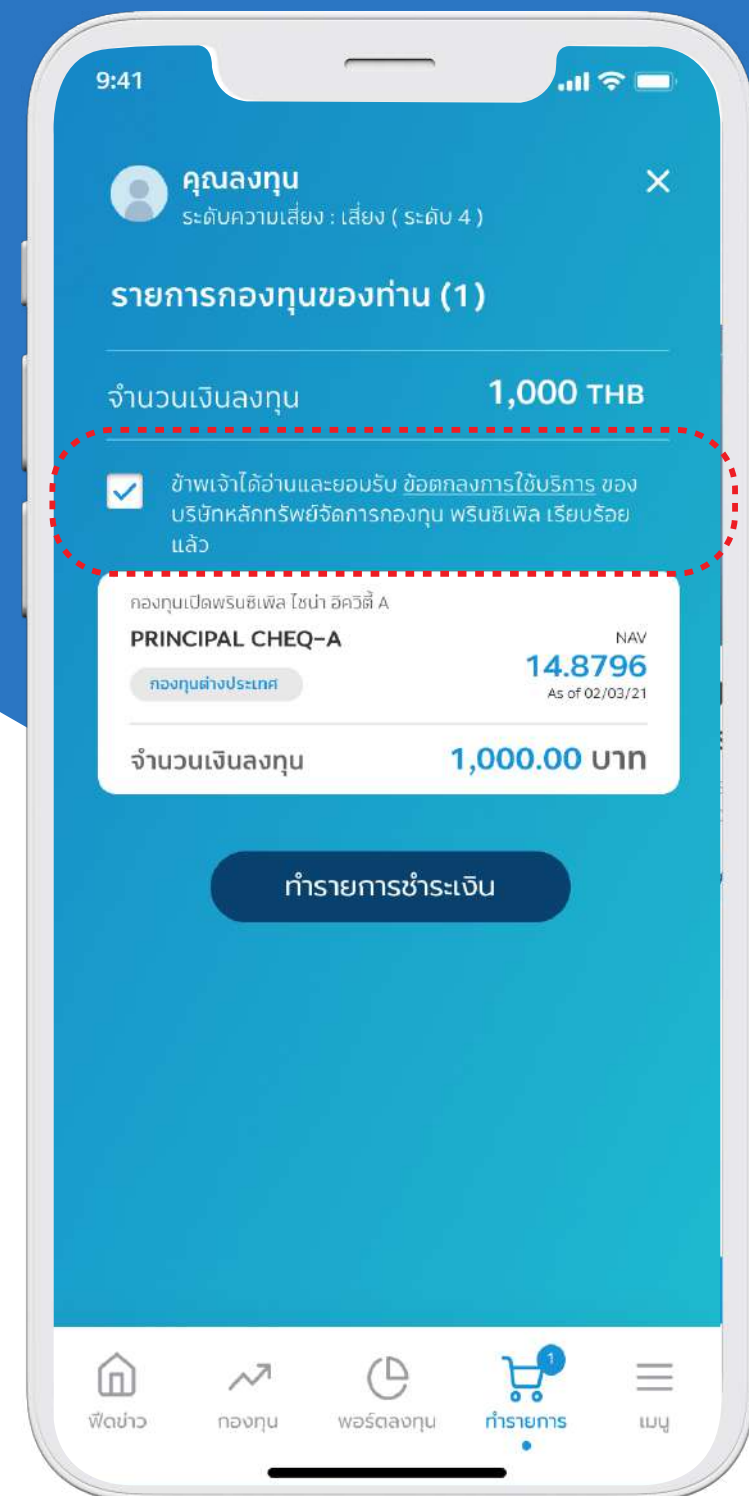 9:41
คุณลงทุน
ระดับความเสี่ยง : เสี่ยง ( ระดับ 4 )
รายการกองทุนของท่าน (1)
จำนวนเงินลงทุน 1,000 THB
ข้าพเจ้าได้อ่านและยอมรับ ข้อตกลงการใช้บริการ ของ
บริษัทหลักทรัพย์จัดการกองทุน พรินซิเพิล เรียบร้อย
แล้ว
กองทุนเปิดพรินซิเพิล ไชน่า อิควิตี้ A
PRINCIPAL CHEQ-A NAV
14.8796
กองทุนต่างประเทศ
As of 02/03/21
จำนวนเงินลงทุน 1,000.00 บาท
ทำรายการชำระเงิน
1
ฟีดข่าว กองทุน พอร์ตลงทุน ทำรายการ เมนู